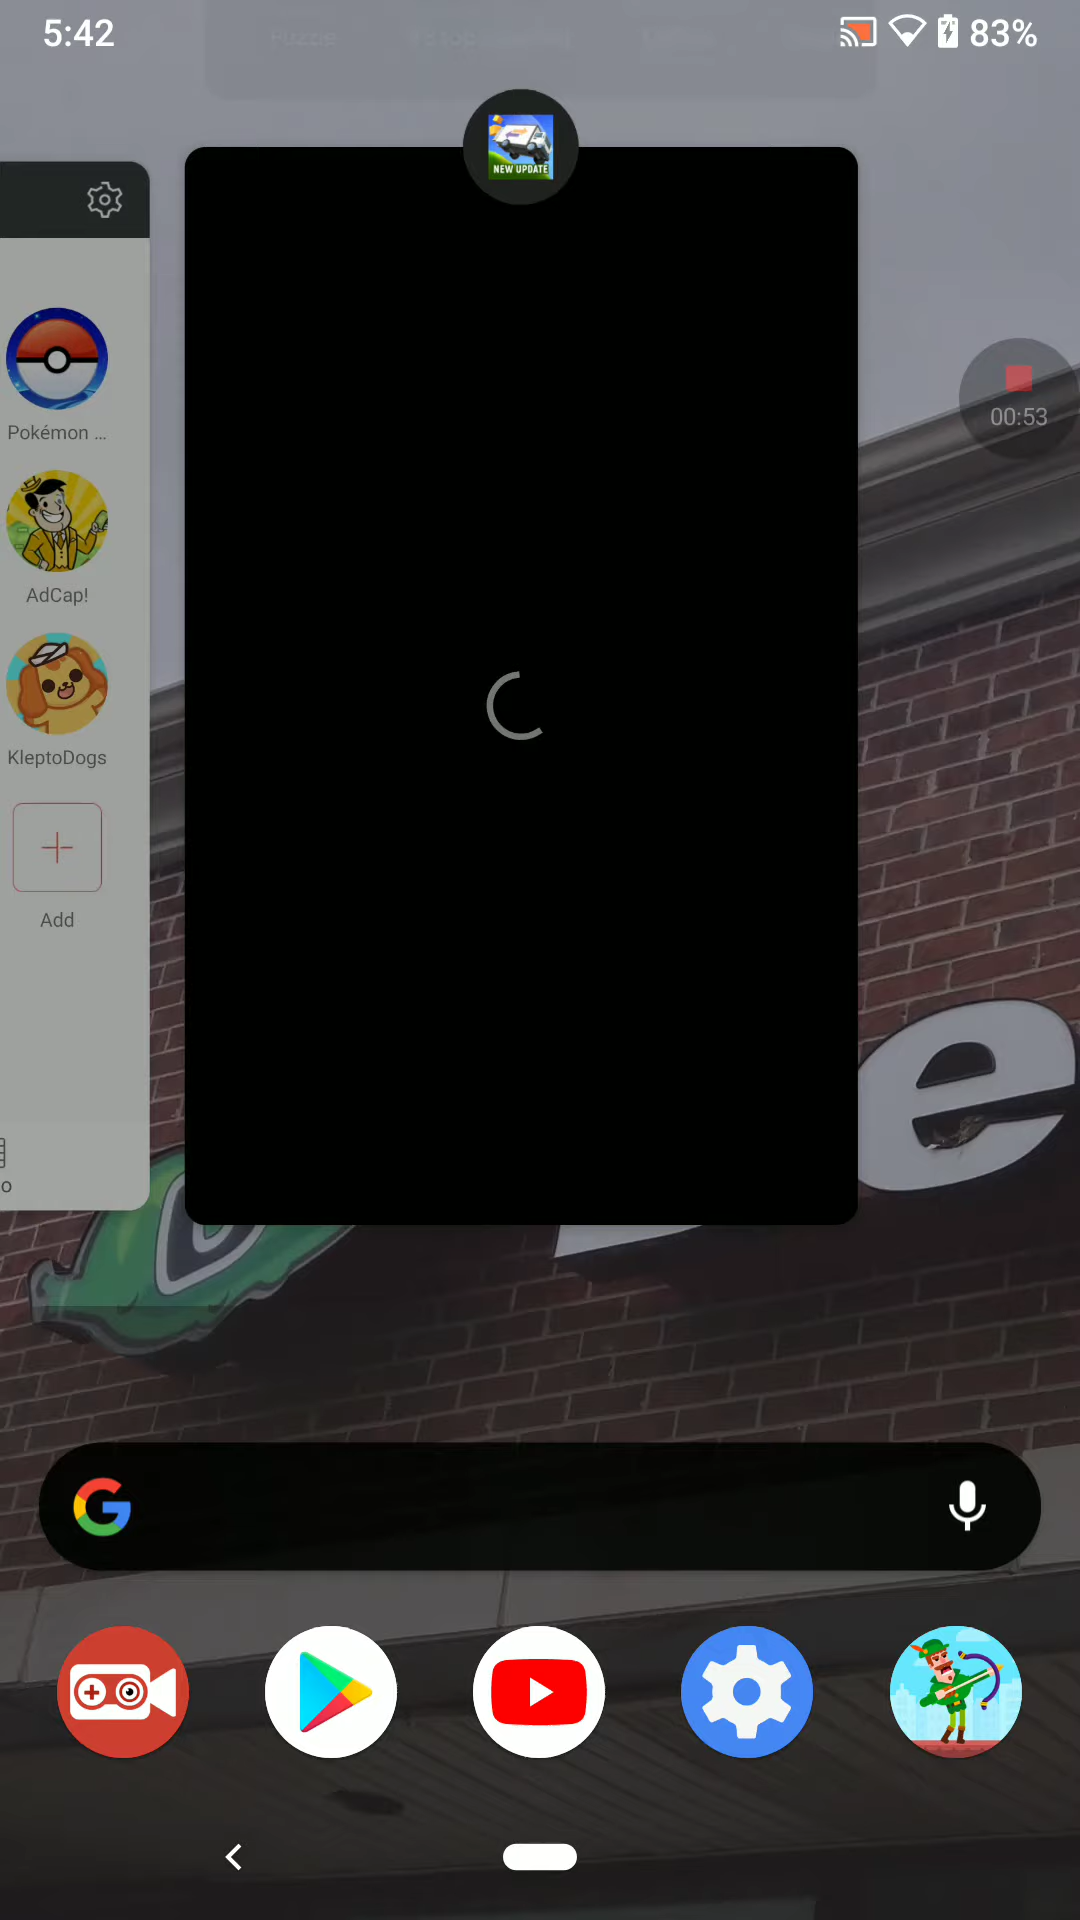 5:42
83%
NEW UPDATE
00:53
Pokémon ...
AdCap!
KleptoDogs
Add
o
e